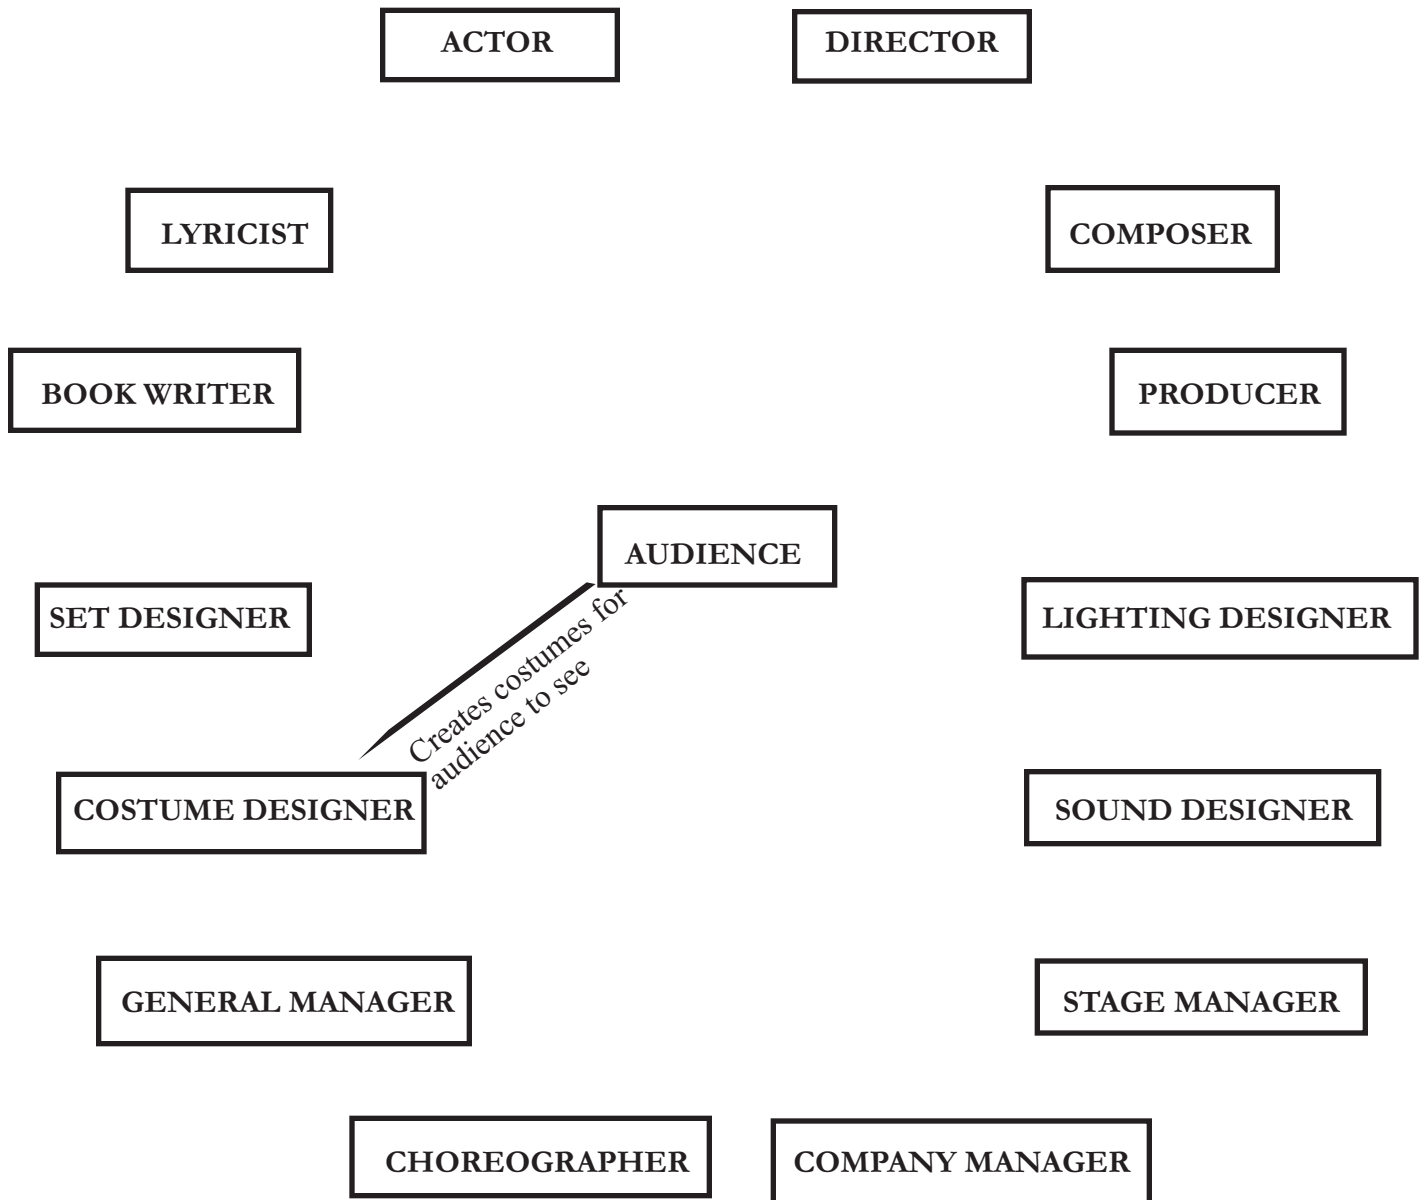 ACTOR
DIRECTOR
LYRICIST
COMPOSER
BOOK WRITER
PRODUCER
AUDIENCE
SET DESIGNER
LIGHTING DESIGNER
Creates costumes for
audience to see
COSTUME DESIGNER
SOUND DESIGNER
GENERAL MANAGER
STAGE MANAGER
CHOREOGRAPHER
COMPANY MANAGER